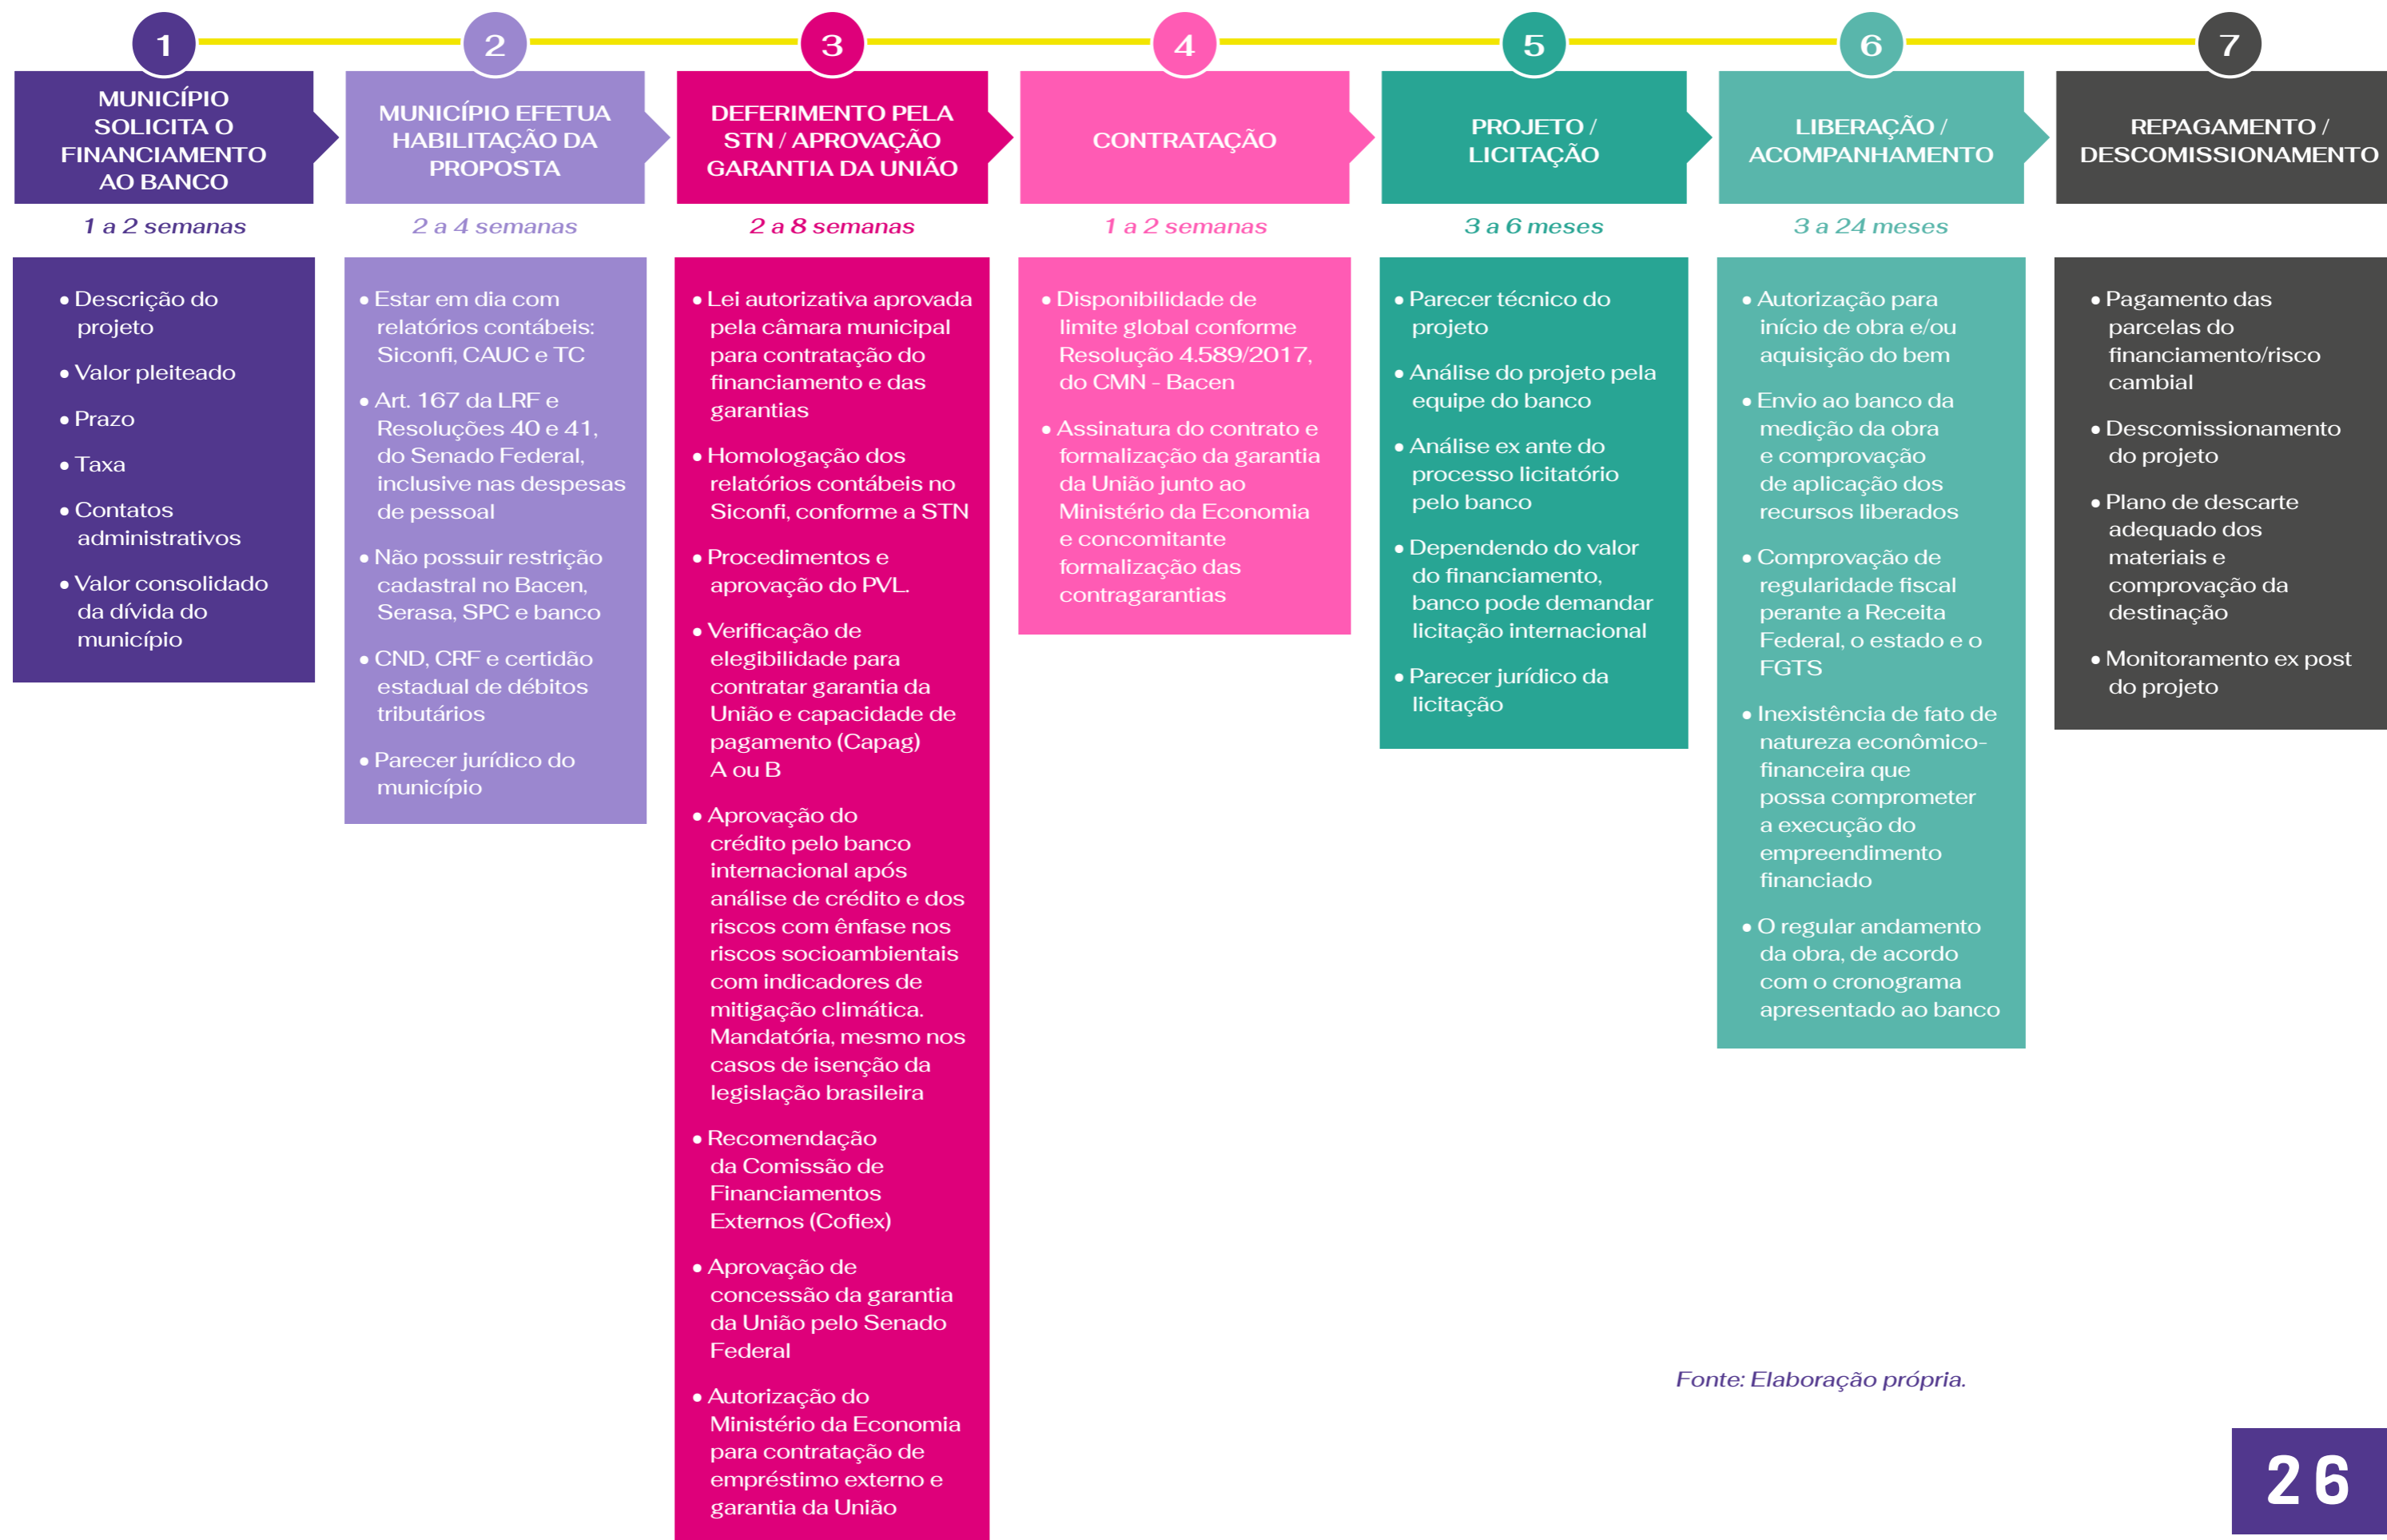 1
MUNICÍPIO
SOLICITA O
FINANCIAMENTO
AO BANCO
1 a 2 semanas
• Descrição do
projeto
• Valor pleiteado
• Prazo
• Taxa
• Contatos
administrativos
• Valor consolidado
da dívida do
município
2
MUNICÍPIO EFETUA
HABILITAÇÃO DA
PROPOSTA
2 a 4 semanas
• Estar em dia com
relatórios contábeis:
Siconfi, CAUC e TC
• Art. 167 da LRF e
Resoluções 40 e 41,
do Senado Federal,
inclusive nas despesas
de pessoal
• Não possuir restrição
cadastral no Bacen,
Serasa, SPC e banco
• CND, CRF e certidão
estadual de débitos
tributários
• Parecer jurídico do
município
3
DEFERIMENTO PELA
STN / APROVAÇÃO
GARANTIA DA UNIÃO
2 a 8 semanas
• Lei autorizativa aprovada
pela câmara municipal
para contratação do
financiamento e das
garantias
• Homologação dos
relatórios contábeis no
Siconfi, conforme a STN
• Procedimentos e
aprovação do PVL.
• Verificação de
elegibilidade para
contratar garantia da
União e capacidade de
pagamento (Capag)
A ou B
• Aprovação do
crédito pelo banco
internacional após
análise de crédito e dos
riscos com ênfase nos
riscos socioambientais
com indicadores de
mitigação climática.
Mandatória, mesmo nos
casos de isenção da
legislação brasileira
• Recomendação
da Comissão de
Financiamentos
Externos (Cofiex)
• Aprovação de
concessão da garantia
da União pelo Senado
Federal
• Autorização do
Ministério da Economia
para contratação de
empréstimo externo e
garantia da União
4
CONTRATAÇÃO
1 a 2 semanas
• Disponibilidade de
limite global conforme
Resolução 4.589/2017,
do CMN - Bacen
• Assinatura do contrato e
formalização da garantia
da União junto ao
Ministério da Economia
e concomitante
formalização das
contragarantias
5
PROJETO /
LICITAÇÃO
3 a 6 meses
• Parecer técnico do
projeto
• Análise do projeto pela
equipe do banco
• Análise ex ante do
processo licitatório
pelo banco
• Dependendo do valor
do financiamento,
banco pode demandar
licitação internacional
• Parecer jurídico da
licitação
6
LIBERAÇÃO /
ACOMPANHAMENTO
3 a 24 meses
• Autorização para
início de obra e/ou
aquisição do bem
• Envio ao banco da
medição da obra
e comprovação
de aplicação dos
recursos liberados
• Comprovação de
regularidade fiscal
perante a Receita
Federal, o estado e o
FGTS
• Inexistência de fato de
natureza econômico-
financeira que
possa comprometer
a execução do
empreendimento
financiado
• O regular andamento
da obra, de acordo
com o cronograma
apresentado ao banco
7
REPAGAMENTO /
DESCOMISSIONAMENTO
• Pagamento das
parcelas do
financiamento/risco
cambial
• Descomissionamento
do projeto
• Plano de descarte
adequado dos
materiais e
comprovação da
destinação
• Monitoramento ex post
do projeto
Fonte: Elaboração própria.
26